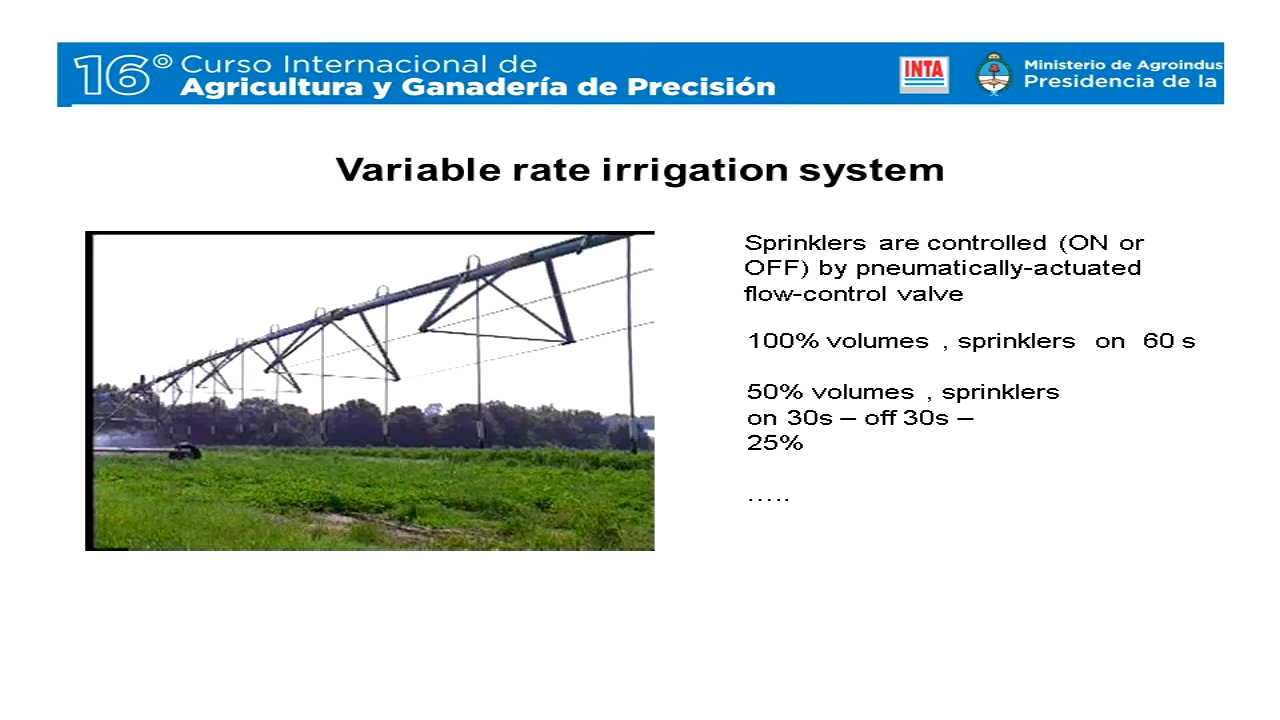 16° Curso Internacional de
Agricultura y Ganadería de Precisión
INTA
Ministerio de Agroindus
Presidencia de la
Variable rate irrigation system
Sprinklers are controlled (ON or
OFF) by pneumatically-actuated
flow-control valve
100% volumes , sprinklers on 60 s
50% volumes , sprinklers
on 30s – off 30s –
25%
…..